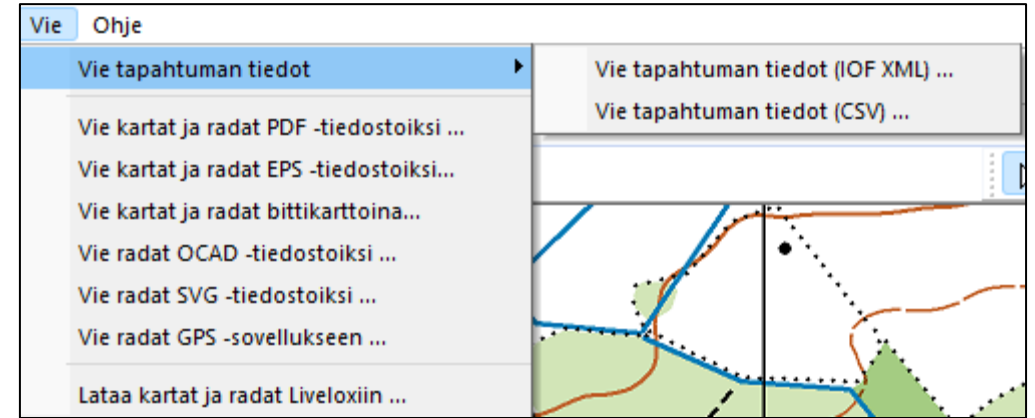 Vie Ohje
Vie tapahtuman tiedot
Vie tapahtuman tiedot (IOF XML) ...
Vie tapahtuman tiedot (CSV) ...
Vie kartat ja radat PDF -tiedostoiksi ...
Vie kartat ja radat EPS -tiedostoiksi...
Vie kartat ja radat bittikarttoina...
Vie radat OCAD -tiedostoiksi ...
Vie radat SVG -tiedostoiksi ...
Vie radat GPS -sovellukseen ...
Lataa kartat ja radat Liveloxiin ...